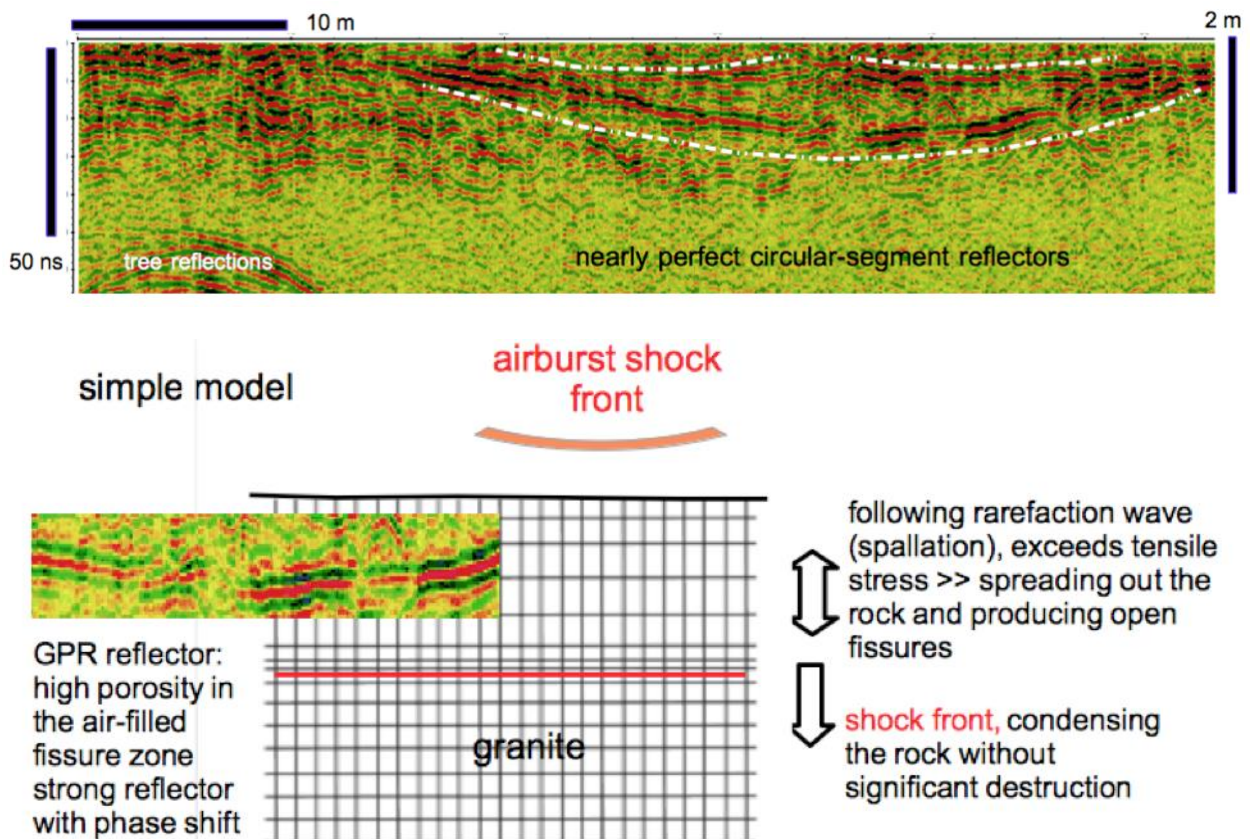 10 m
2 m
50 ns
tree reflections
nearly perfect circular-segment reflectors
simple model
airburst shock
front
following rarefaction wave
(spallation), exceeds tensile
stress >> spreading out the
rock and producing open
fissures
GPR reflector:
high porosity in
the air-filled
fissure zone
strong reflector
with phase shift
granite
shock front, condensing
the rock without
significant destruction